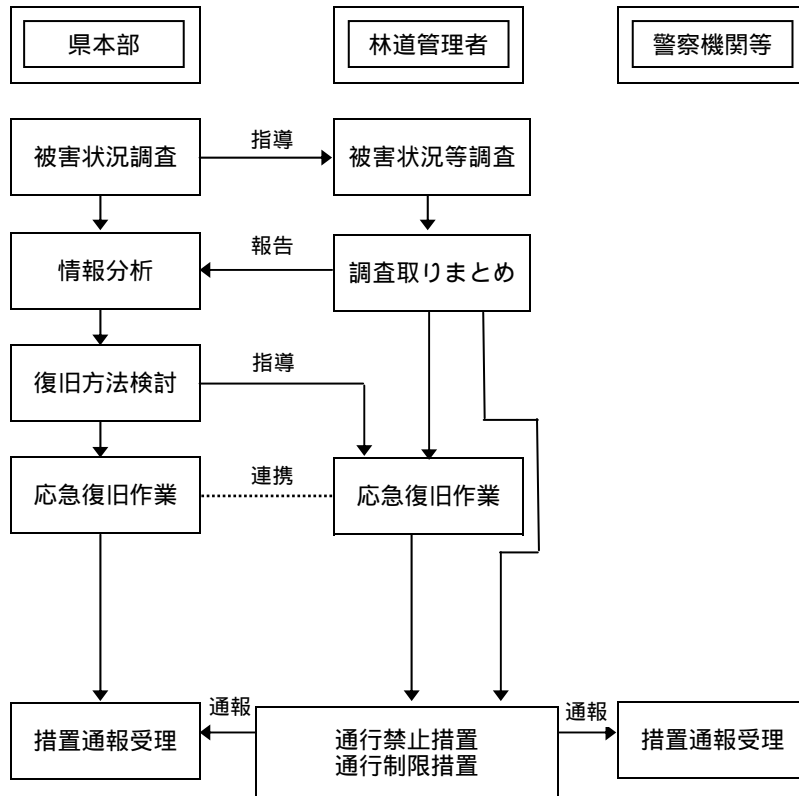 県本部
林道管理者
警察機関等
被害状況調査
指導
被害状況等調査
情報分析
報告
調査取りまとめ
復旧方法検討
指導
応急復旧作業
連携
応急復旧作業
措置通報受理
通報
通行禁止措置
通行制限措置
通報
措置通報受理